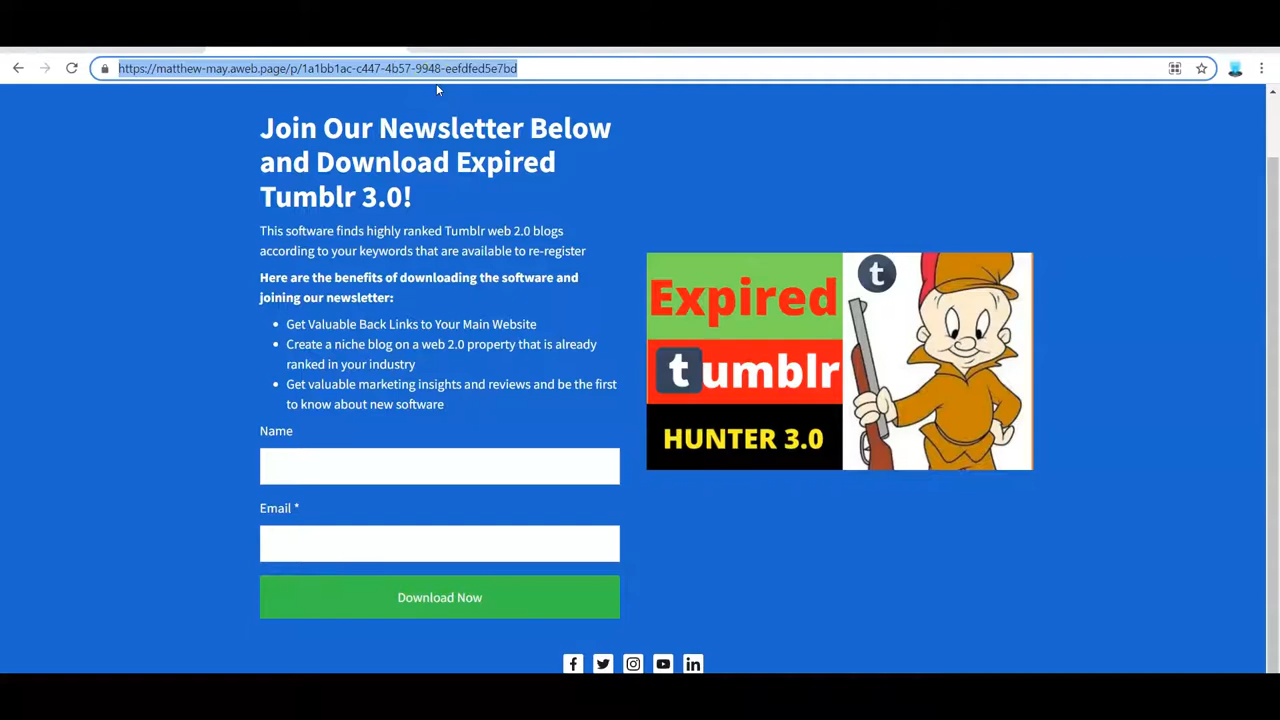 https://matthew-may.aweb.page/p/1a1bb1ac-c447-4b57-9948-eefdfed5e7bd
Join Our Newsletter Below
and Download Expired
Tumblr 3.0!
This software finds highly ranked Tumblr web 2.0 blogs
according to your keywords that are available to re-register
Here are the benefits of downloading the software and
joining our newsletter:
Get Valuable Back Links to Your Main Website
Create a niche blog on a web 2.0 property that is already
ranked in your industry
Get valuable marketing insights and reviews and be the first
to know about new software
Name
Email *
Download Now
Expired
tumblr
HUNTER 3.0
t